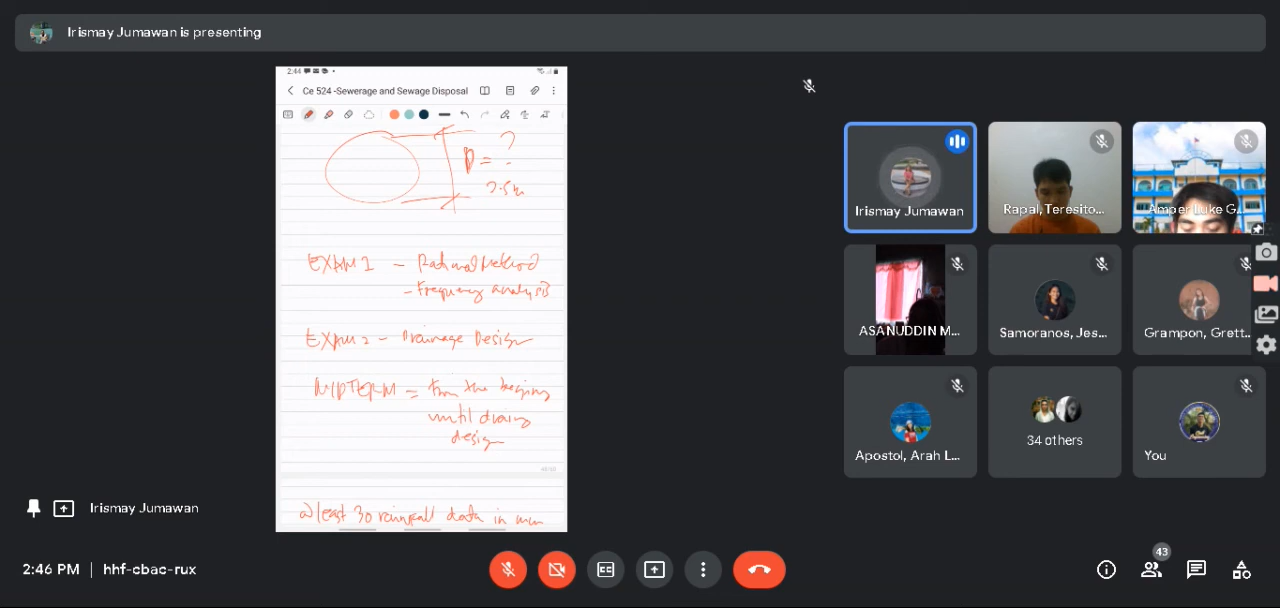 Irismay Jumawan is presenting
2:44
Ce 524 -Sewerage and Sewage Disposal
D = ?
2.5m
EXAM 1 - Rational Method
- Frequency analysis
EXAM 2 - Drainage Design
MIDTERM = from the
until
design
@ least 30 rainfall data in mm
Irismay Jumawan
Rapal, Teresito...
Amper Luke G...
ASANUDDIN M...
Samoranos, Jes...
Grampon, Grett...
Apostol, Arah L...
34 others
You
Irismay Jumawan
2:46 PM | hhf-cbac-rux
43